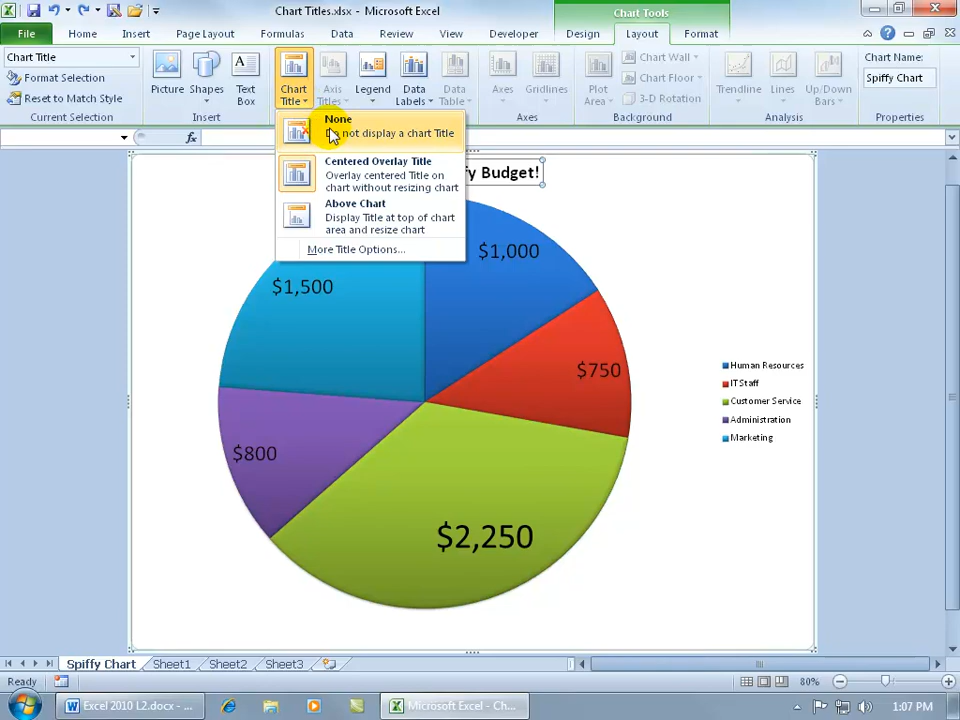 Chart Titles.xlsx - Microsoft Excel
Chart Tools
File Home Insert Page Layout Formulas Data Review View Developer Design Layout Format
Chart Title
Format Selection
Reset to Match Style
Current Selection
Picture Shapes Text Box
Insert
Chart Title Axis Titles Legend Data Labels Data Table
Axes Gridlines
Axes
Plot Area
Chart Wall
Chart Floor
3-D Rotation
Background
Trendline Lines Up/Down Bars
Analysis
Chart Name:
Spiffy Chart
Properties
None
Do not display a chart Title
Centered Overlay Title
Overlay centered Title on
chart without resizing chart
Above Chart
Display Title at top of chart
area and resize chart
More Title Options...
fx
fy Budget!
$1,000
$1,500
$750
$800
$2,250
Human Resources
IT Staff
Customer Service
Administration
Marketing
Spiffy Chart Sheet1 Sheet2 Sheet3
Ready
80%
Excel 2010 L2.docx - ...
Microsoft Excel - Ch...
1:07 PM